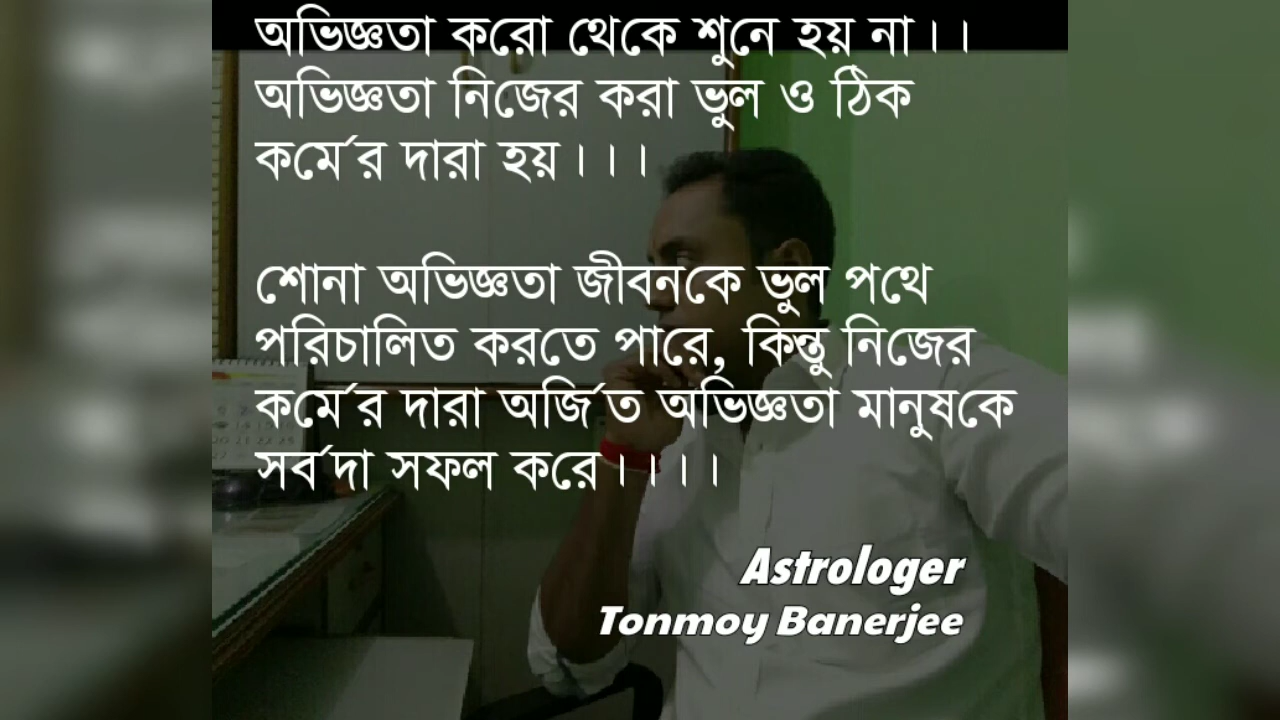 অভিজ্ঞতা করো থেকে শুনে হয় না।।
অভিজ্ঞতা নিজের করা ভুল ও ঠিক
কর্মের দারা হয়।।।
শোনা অভিজ্ঞতা জীবনকে ভুল পথে
পরিচালিত করতে পারে, কিন্তু নিজের
কর্মের দারা অর্জিত অভিজ্ঞতা মানুষকে
সর্বদা সফল করে।।।।
Astrologer
Tonmoy Banerjee